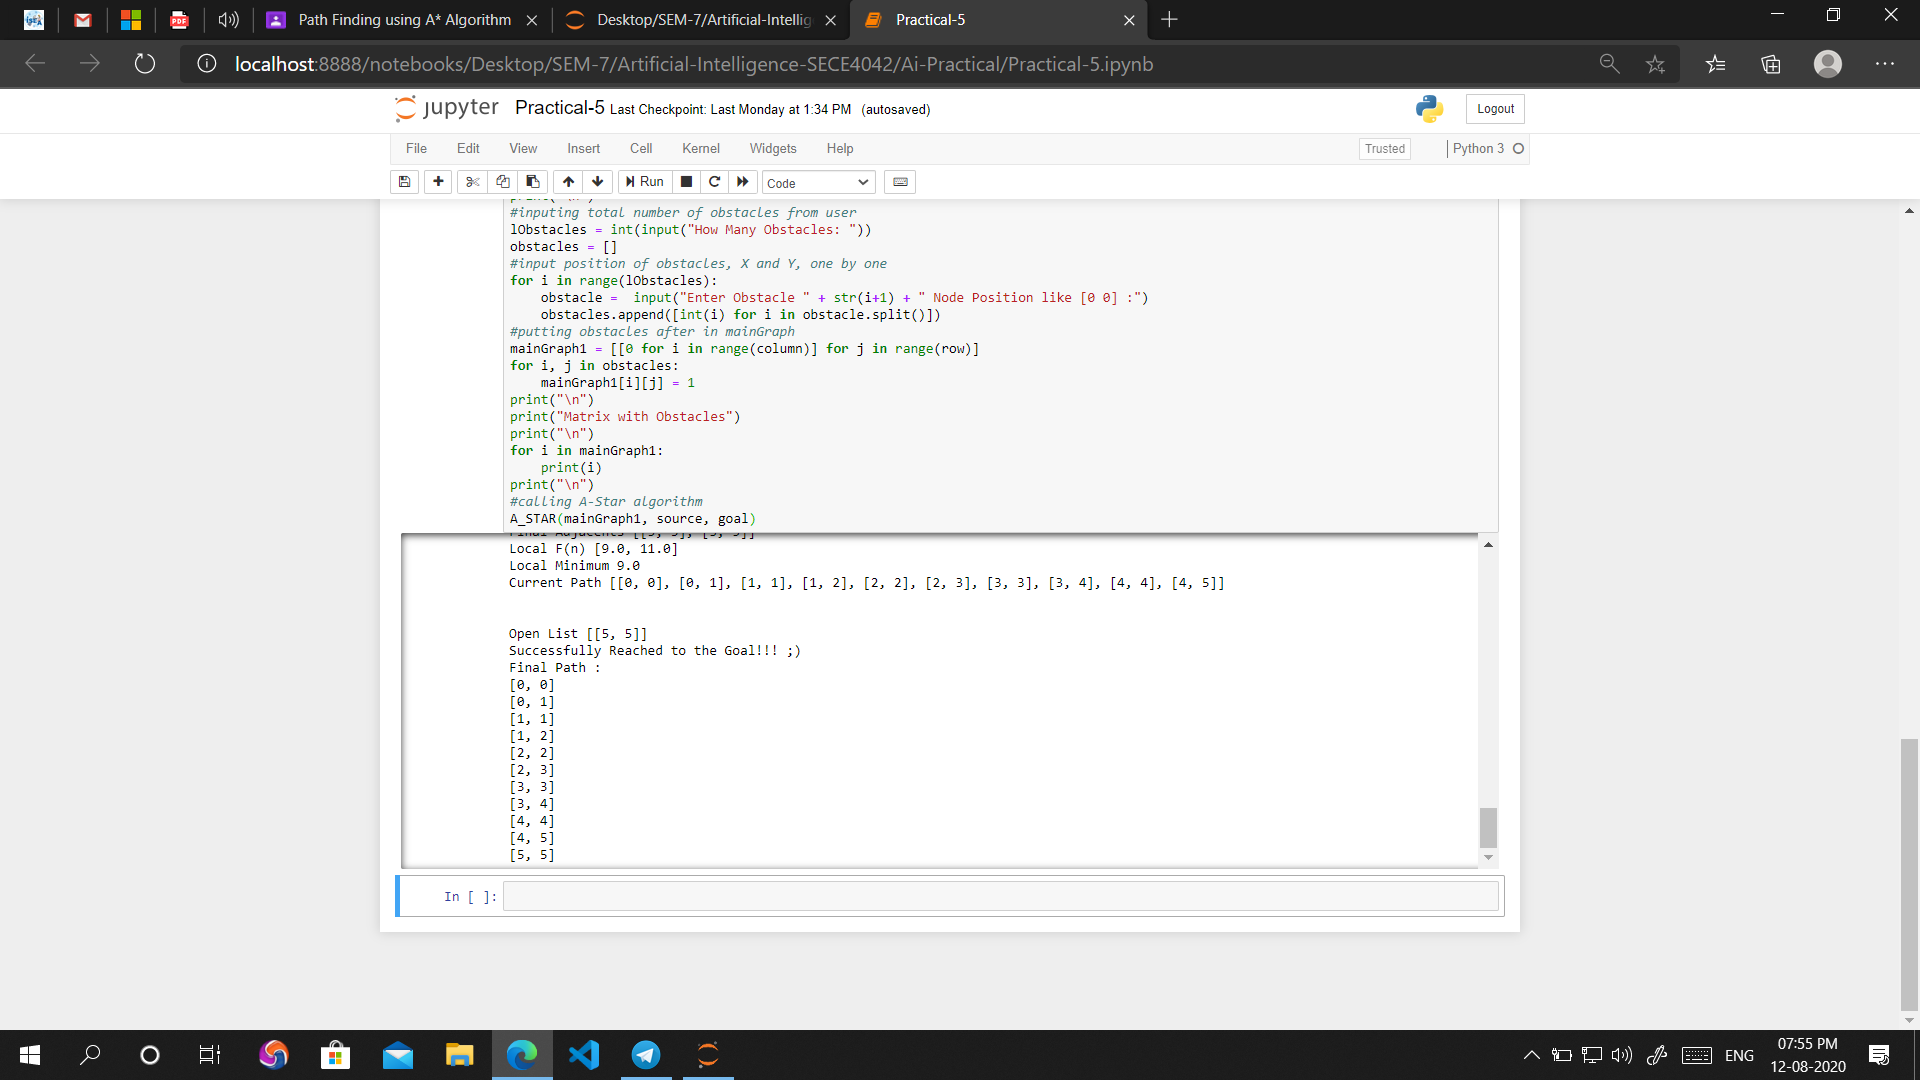 Path Finding using A* Algorithm
Desktop/SEM-7/Artificial-Intellig
Practical-5
localhost:8888/notebooks/Desktop/SEM-7/Artificial-Intelligence-SECE4042/Ai-Practical/Practical-5.ipynb
jupyter Practical-5 Last Checkpoint: Last Monday at 1:34 PM (autosaved)
Logout
File Edit View Insert Cell Kernel Widgets Help
Trusted Python 3
Run Code
#inputing total number of obstacles from user
lObstacles = int(input("How Many Obstacles: "))
obstacles = []
#input position of obstacles, X and Y, one by one
for i in range(lObstacles):
    obstacle =  input("Enter Obstacle " + str(i+1) + " Node Position like [0 0] :")
    obstacles.append([int(i) for i in obstacle.split()])
#putting obstacles after in mainGraph
mainGraph1 = [[0 for i in range(column)] for j in range(row)]
for i, j in obstacles:
    mainGraph1[i][j] = 1
print("\n")
print("Matrix with Obstacles")
print("\n")
for i in mainGraph1:
    print(i)
print("\n")
#calling A-Star algorithm
A_STAR(mainGraph1, source, goal)
Local F(n) [9.0, 11.0]
Local Minimum 9.0
Current Path [[0, 0], [0, 1], [1, 1], [1, 2], [2, 2], [2, 3], [3, 3], [3, 4], [4, 4], [4, 5]]
Open List [[5, 5]]
Successfully Reached to the Goal!!! ;)
Final Path :
[0, 0]
[0, 1]
[1, 1]
[1, 2]
[2, 2]
[2, 3]
[3, 3]
[3, 4]
[4, 4]
[4, 5]
[5, 5]
In [ ]:
ENG
07:55 PM
12-08-2020